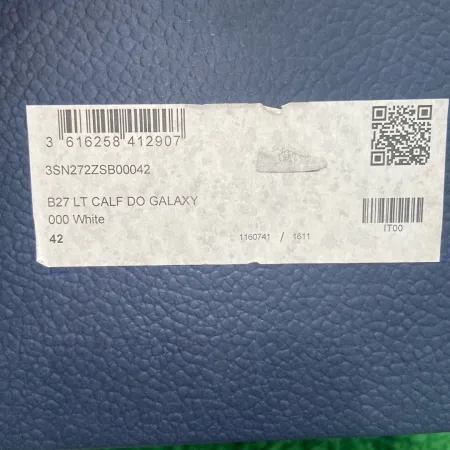 3 616258 412907
3SN272ZSB00042
B27 LT CALF DO GALAXY
000 White
42
1160741 / 1611
IT00